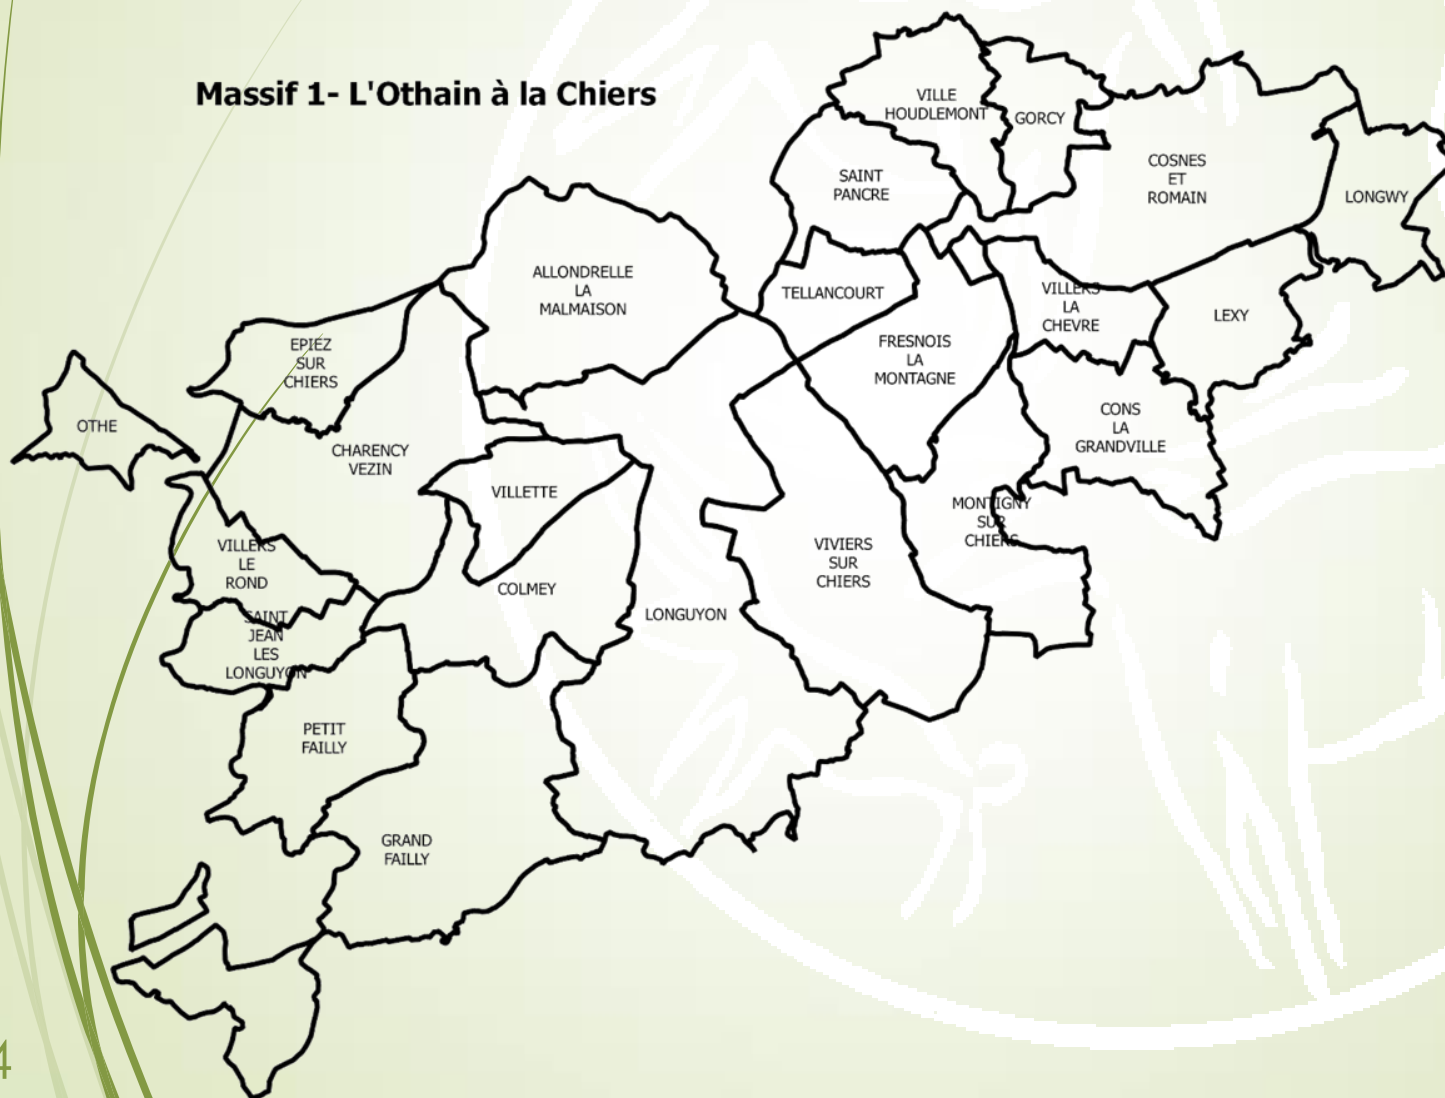 Massif 1- L'Othain à la Chiers
VILLE
HOUDLEMONT
GORCY
COSNES
ET
ROMAIN
LONGWY
SAINT
PANCRE
ALLONDRELLE
LA
MALMAISON
TELLANCOURT
VILLERS
LA
CHEVRE
LEXY
EPIEZ
SUR
CHIERS
FRESNOIS
LA
MONTAGNE
OTHE
CHARENCY
VEZIN
CONS
LA
GRANDVILLE
VILLETTE
MONTIGNY
SUR
CHIERS
VILLERS
LE
ROND
VIVIERS
SUR
CHIERS
COLMEY
LONGUYON
SAINT
JEAN
LES
LONGUYON
PETIT
FAILLY
GRAND
FAILLY
4